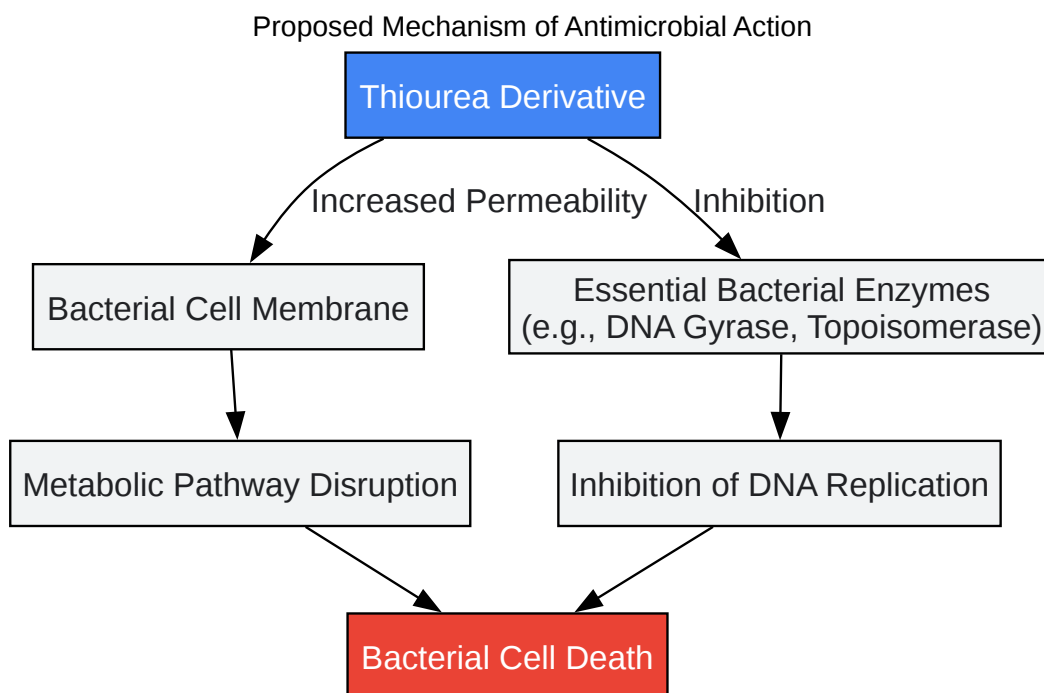 Proposed Mechanism of Antimicrobial Action
Thiourea Derivative
Increased Permeability
Inhibition
Bacterial Cell Membrane
Essential Bacterial Enzymes
(e.g., DNA Gyrase, Topoisomerase)
Metabolic Pathway Disruption
Inhibition of DNA Replication
Bacterial Cell Death